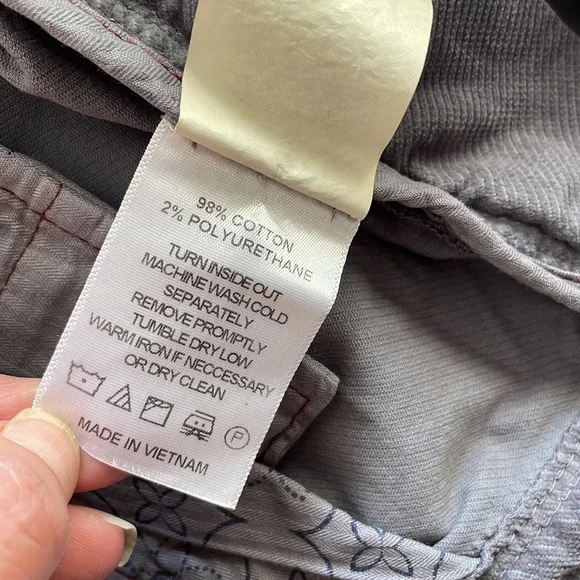 98% COTTON
2% POLYURETHANE
TURN INSIDE OUT
MACHINE WASH COLD
SEPARATELY
REMOVE PROMPTLY
TUMBLE DRY LOW
WARM IRON IF NECCESSARY
OR DRY CLEAN
P
MADE IN VIETNAM